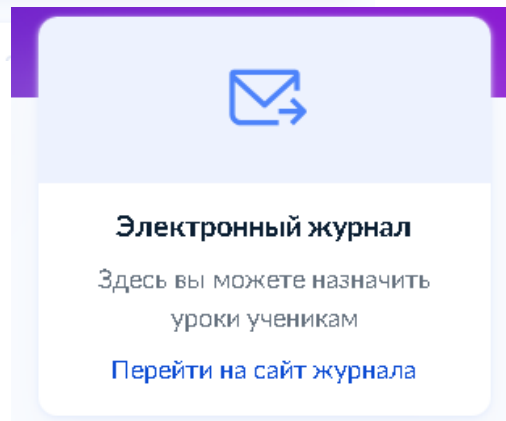 Электронный журнал
Здесь вы можете назначить
уроки ученикам
Перейти на сайт журнала